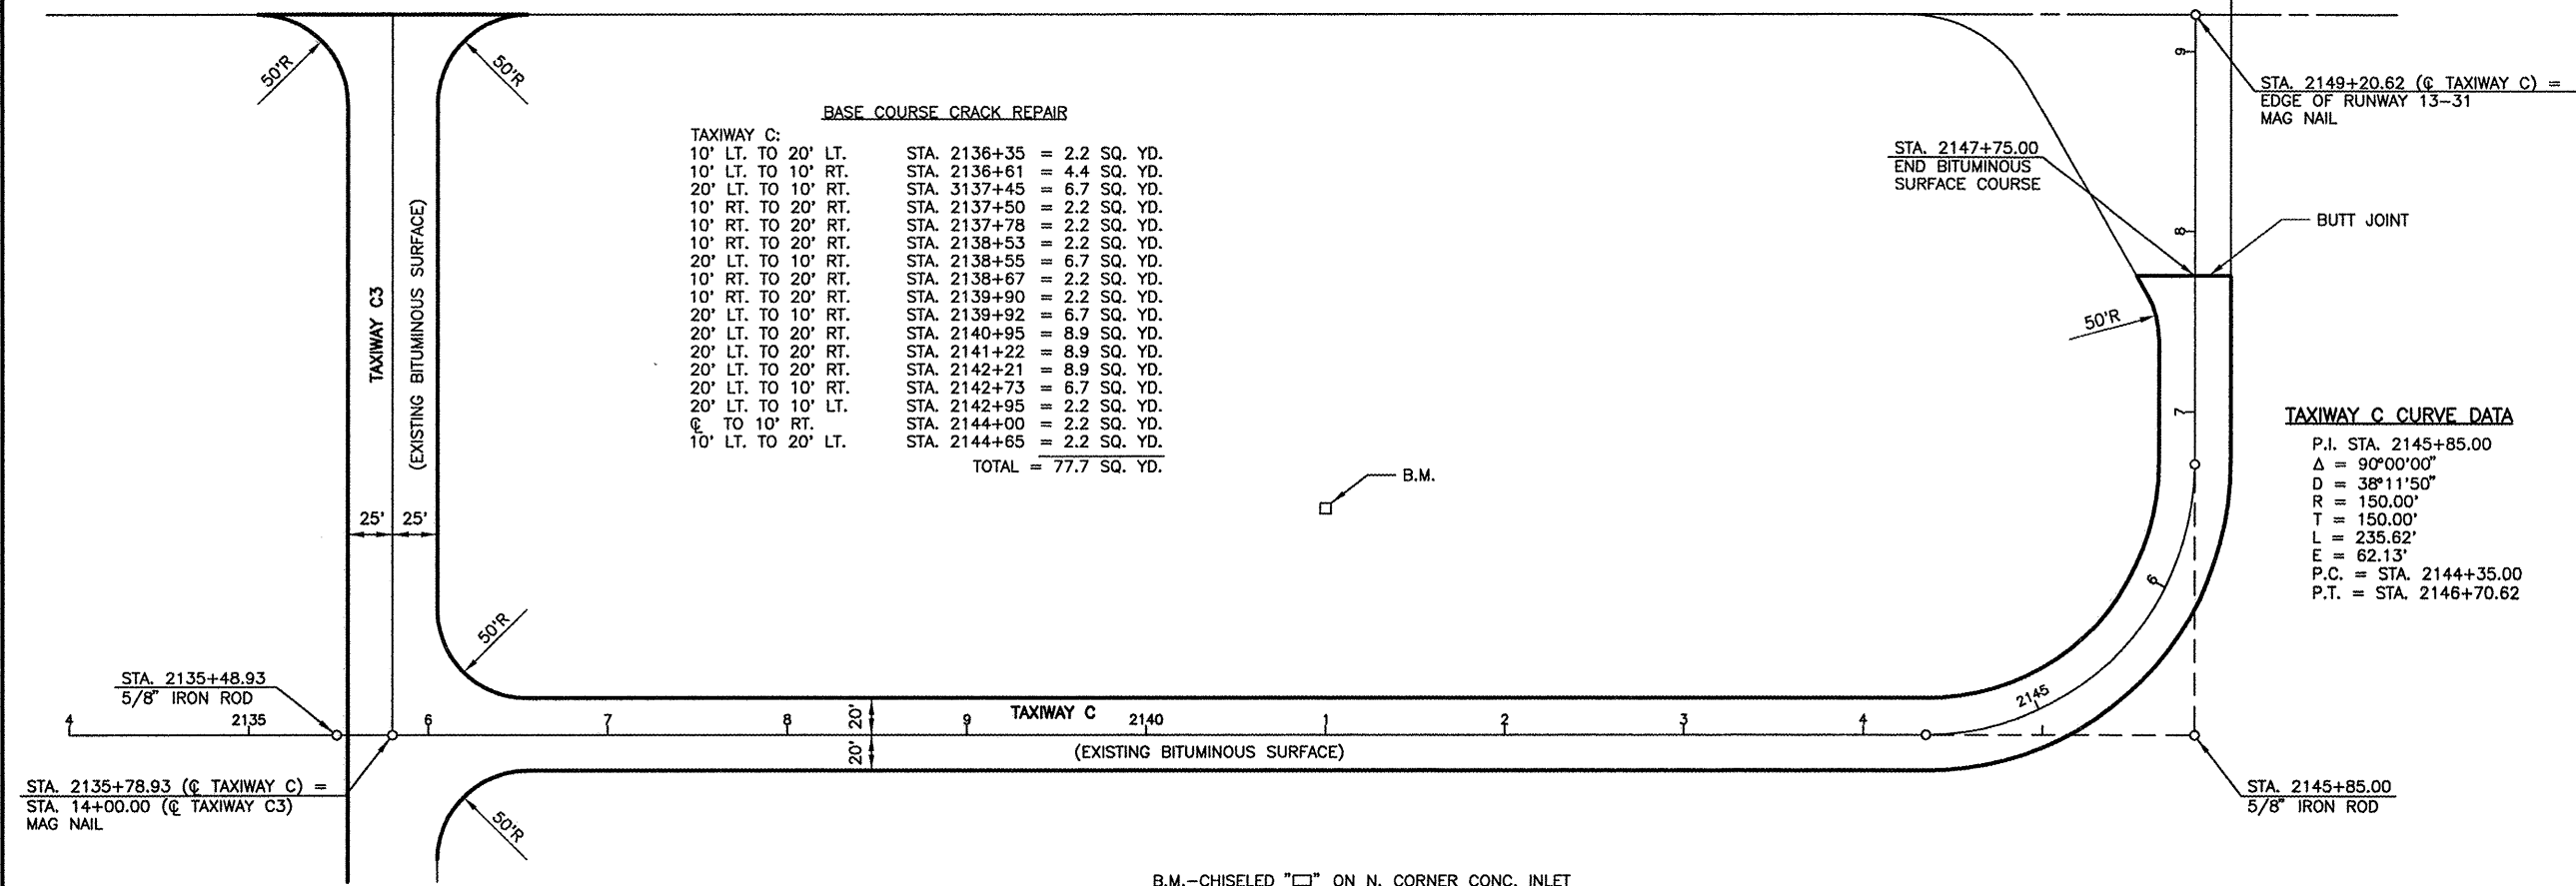 50'R
50'R
TAXIWAY C3
(EXISTING BITUMINOUS SURFACE)
25' 25'
BASE COURSE CRACK REPAIR
TAXIWAY C:
10' LT. TO 20' LT. STA. 2136+35 = 2.2 SQ. YD.
10' LT. TO 10' RT. STA. 2136+61 = 4.4 SQ. YD.
20' LT. TO 10' RT. STA. 3137+45 = 6.7 SQ. YD.
10' RT. TO 20' RT. STA. 2137+50 = 2.2 SQ. YD.
10' RT. TO 20' RT. STA. 2137+78 = 2.2 SQ. YD.
10' RT. TO 20' RT. STA. 2138+53 = 2.2 SQ. YD.
20' LT. TO 10' RT. STA. 2138+55 = 6.7 SQ. YD.
10' RT. TO 20' RT. STA. 2138+67 = 2.2 SQ. YD.
10' RT. TO 20' RT. STA. 2139+90 = 2.2 SQ. YD.
20' LT. TO 10' RT. STA. 2139+92 = 6.7 SQ. YD.
20' LT. TO 20' RT. STA. 2140+95 = 8.9 SQ. YD.
20' LT. TO 20' RT. STA. 2141+22 = 8.9 SQ. YD.
20' LT. TO 20' RT. STA. 2142+21 = 8.9 SQ. YD.
20' LT. TO 10' RT. STA. 2142+73 = 6.7 SQ. YD.
20' LT. TO 10' LT. STA. 2142+95 = 2.2 SQ. YD.
℄ TO 10' RT. STA. 2144+00 = 2.2 SQ. YD.
10' LT. TO 20' LT. STA. 2144+65 = 2.2 SQ. YD.
TOTAL = 77.7 SQ. YD.
B.M.
9
STA. 2149+20.62 (℄ TAXIWAY C) =
EDGE OF RUNWAY 13-31
MAG NAIL
STA. 2147+75.00
END BITUMINOUS
SURFACE COURSE
8
BUTT JOINT
50'R
7
TAXIWAY C CURVE DATA
P.I. STA. 2145+85.00
Δ = 90°00'00"
D = 38°11'50"
R = 150.00'
T = 150.00'
L = 235.62'
E = 62.13'
P.C. = STA. 2144+35.00
P.T. = STA. 2146+70.62
6
2145
50'R
STA. 2135+48.93
5/8" IRON ROD
4 2135 6 7 8 9 2140 1 2 3 4
20'
20'
TAXIWAY C
(EXISTING BITUMINOUS SURFACE)
STA. 2135+78.93 (℄ TAXIWAY C) =
STA. 14+00.00 (℄ TAXIWAY C3)
MAG NAIL
50'R
STA. 2145+85.00
5/8" IRON ROD
B.M.-CHISELED "□" ON N. CORNER CONC. INLET